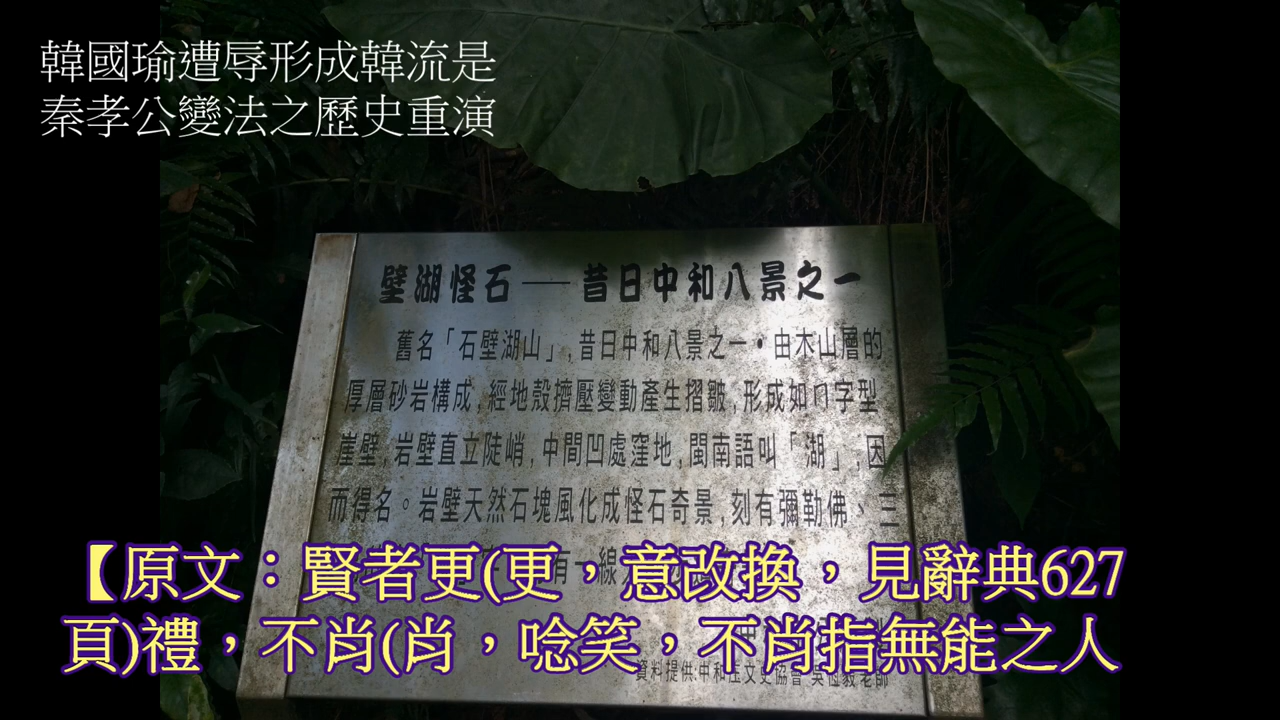 韓國瑜遭辱形成韓流是
秦孝公變法之歷史重演
壁湖怪石——昔日中和八景之一
舊名「石壁湖山」,昔日中和八景之一。由木山層的
厚層砂岩構成,經地殼擠壓變動產生摺皺,形成如ㄇ字型
崖壁,岩壁直立陡峭,中間凹處窪地,閩南語叫「湖」,因
而得名。岩壁天然石塊風化成怪石奇景,刻有彌勒佛、三
有一線
【原文：賢者更(更，意改換，見辭典627
頁)禮，不肖(肖，唸笑，不肖指無能之人
資料提供:中和庄文史協會
老師